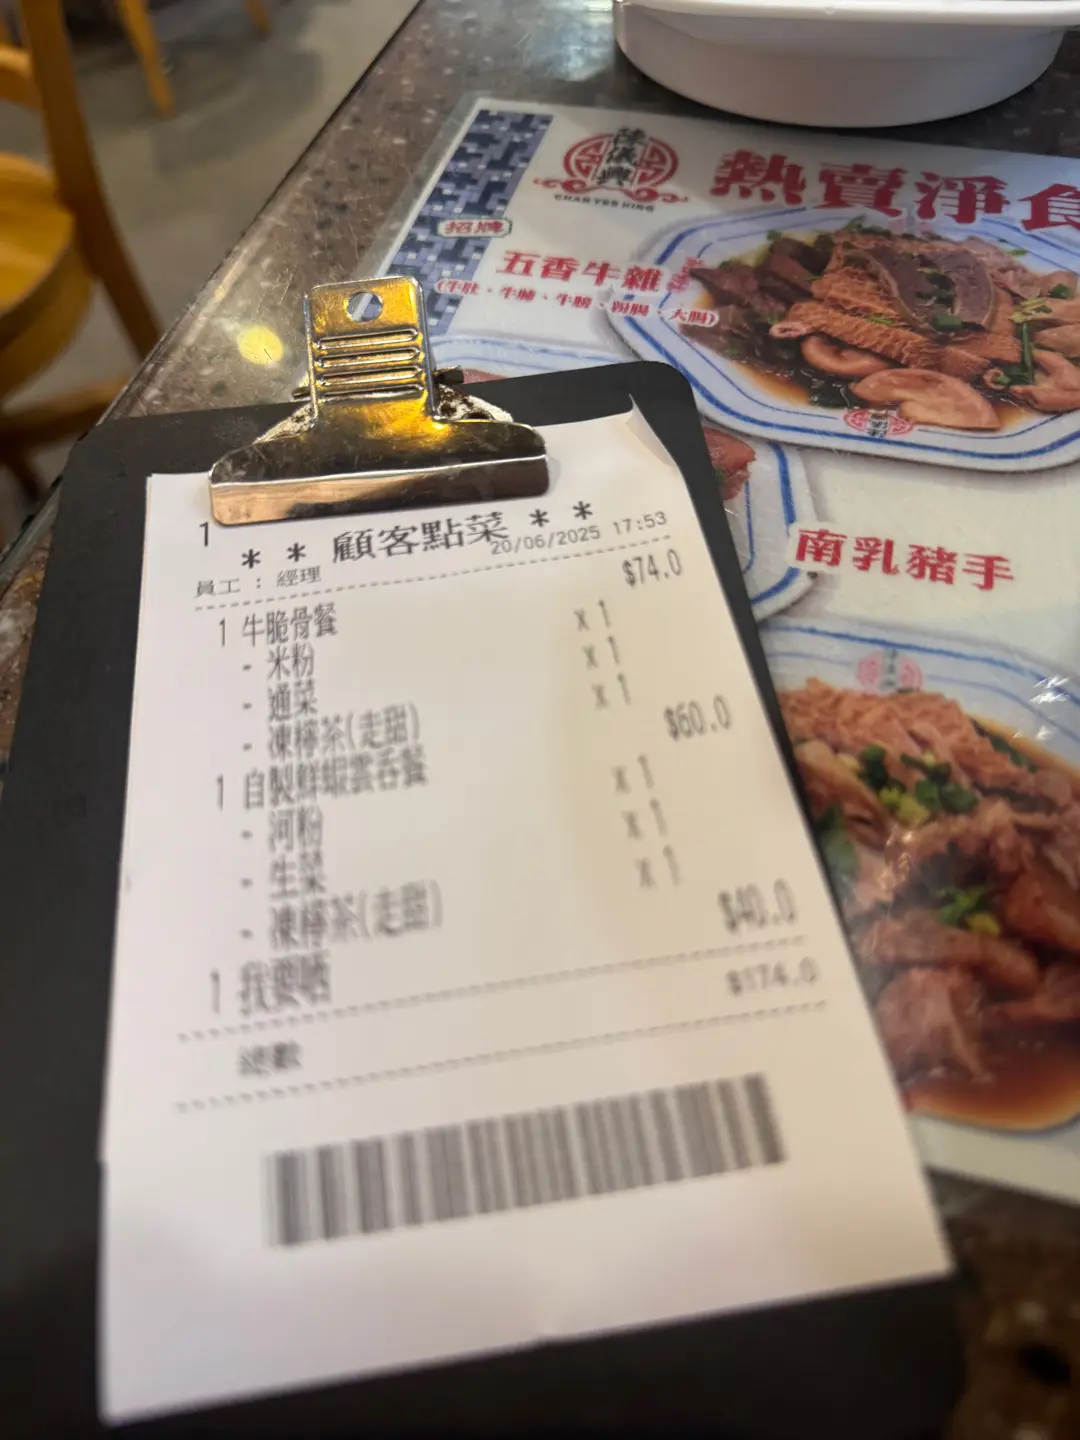 陳儀興
CHAN YEE HING
熱賣淨食
招牌
五香牛雜
(牛肚、牛肺、牛膀、粉腸、大腸)
南乳豬手
1
** 顧客點菜 **
20/06/2025 17:53
員工 : 經理
1 牛脆骨餐 $74.0
- 米粉 x 1
- 通菜 x 1
- 凍檸茶(走甜) x 1
1 自製鮮蝦雲吞餐 $60.0
- 河粉 x 1
- 生菜 x 1
- 凍檸茶(走甜) x 1
1 我要晒 $40.0
總數 $174.0